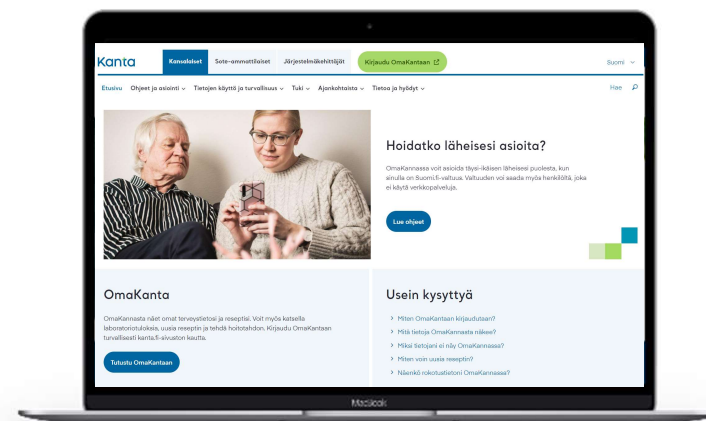 Kanta
Kansalaiset Sote-ammattilaiset Järjestelmäkehittäjät Kirjaudu OmaKantaan Suomi
Etusivu Ohjeet ja asiointi Tietojen käyttö ja turvallisuus Tuki Ajankohtaista Tietoa ja hyödyt Hae
Hoidatko läheisesi asioita?
OmaKannassa voit asioida täysi-ikäisen läheisesi puolesta, kun
sinulla on Suomi.fi-valtuus. Valtuuden voi saada myös henkilöltä, joka
ei käytä verkkopalveluja.
Lue ohjeet
OmaKanta
OmaKannasta näet omat terveystietosi ja reseptisi. Voit myös katsella
laboratoriotuloksia, uusia reseptin ja tehdä hoitotahdon. Kirjaudu OmaKantaan
turvallisesti kanta.fi-sivuston kautta.
Tutustu OmaKantaan
Usein kysyttyä
Miten OmaKantaan kirjaudutaan?
Mitä tietoja OmaKannasta näkee?
Miksi tietojani ei näy OmaKannassa?
Miten voin uusia reseptin?
Näenkö rokotustietoni OmaKannassa?
MacBook